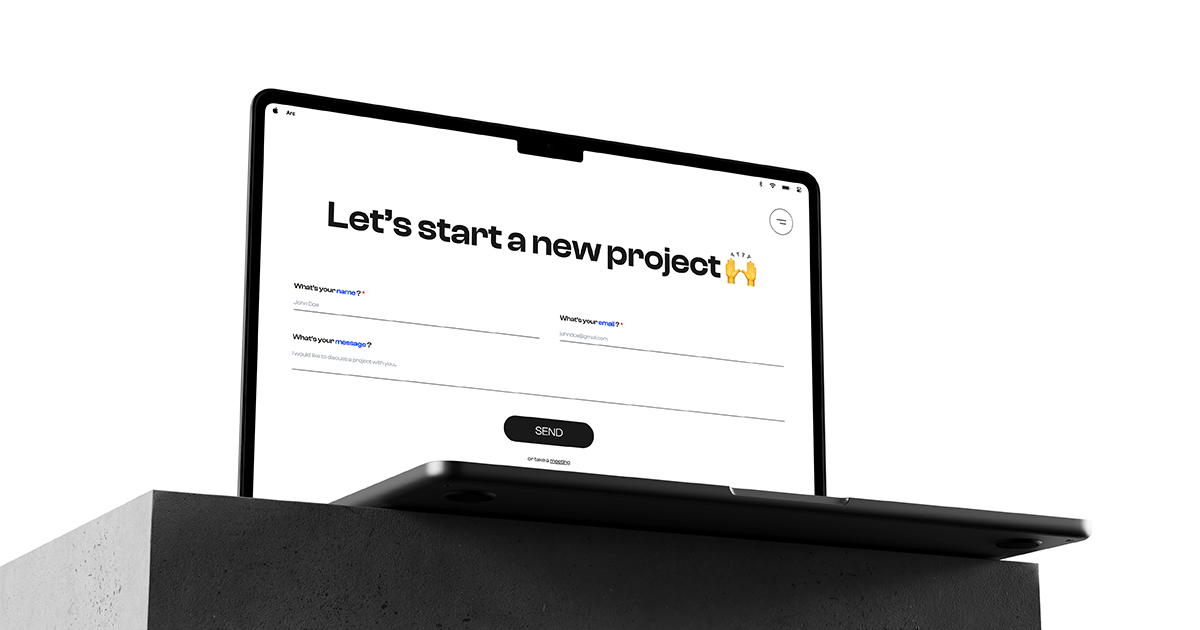 Arc
Let's start a new project 🙌
What's your name? *
John Doe
What's your email? *
johndoe@gmail.com
What's your message?
I would like to discuss a project with you...
SEND
or take a meeting